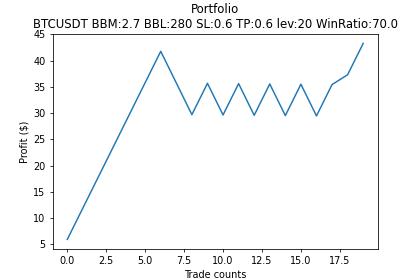 Portfolio
BTCUSDT BBM:2.7 BBL:280 SL:0.6 TP:0.6 lev:20 WinRatio:70.0
45
40
35
30
25
20
15
10
5
Profit ($)
0.0 2.5 5.0 7.5 10.0 12.5 15.0 17.5
Trade counts